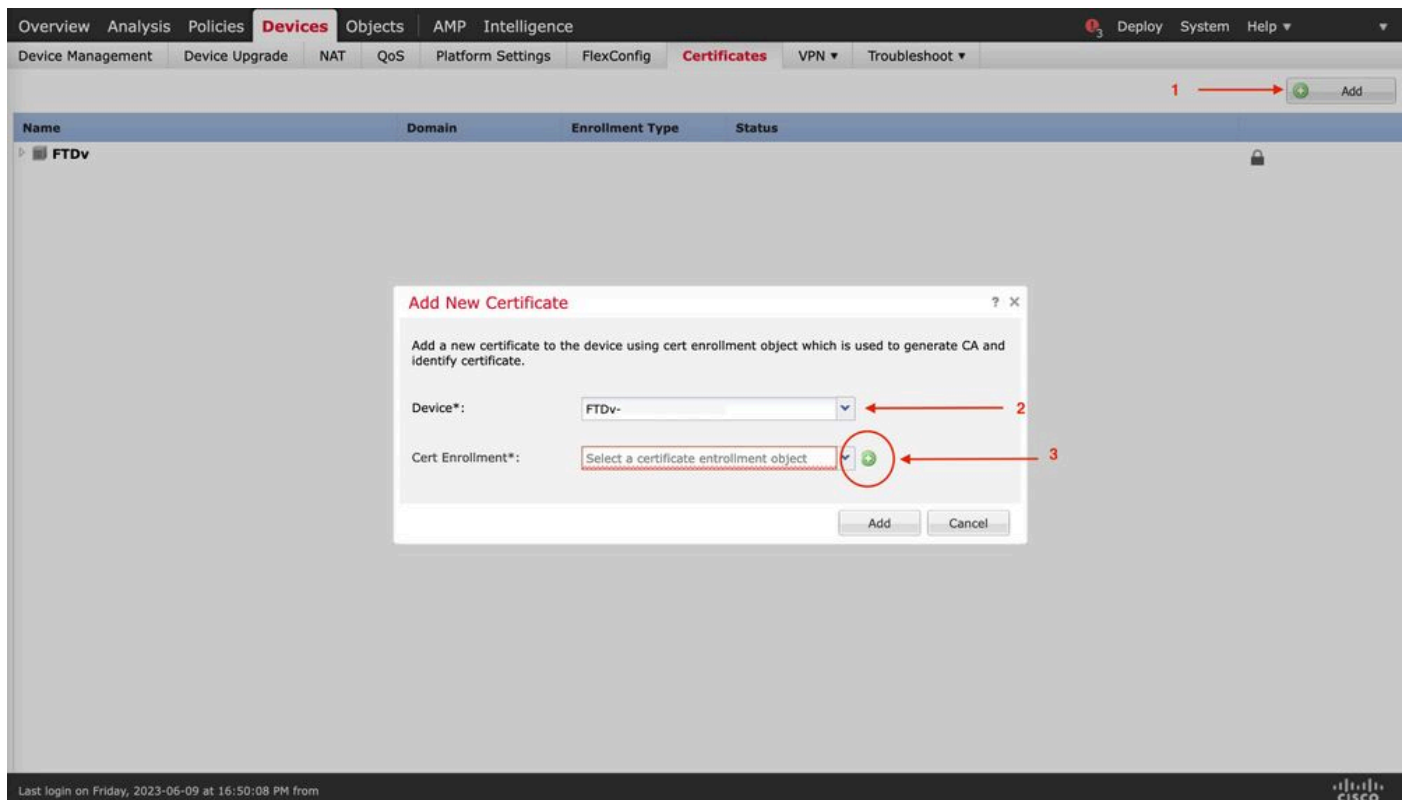 Overview Analysis Policies Devices Objects AMP Intelligence 3 Deploy System Help
Device Management Device Upgrade NAT QoS Platform Settings FlexConfig Certificates VPN Troubleshoot
1 Add
Name Domain Enrollment Type Status
FTDv
Add New Certificate ?
Add a new certificate to the device using cert enrollment object which is used to generate CA and
identify certificate.
Device*: FTDv- 2
Cert Enrollment*: Select a certificate entrollment object 3
Add Cancel
Last login on Friday, 2023-06-09 at 16:50:08 PM from
CISCO